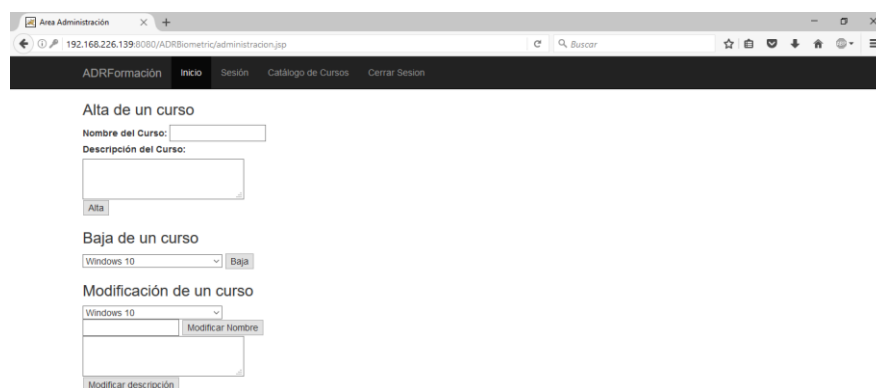 Area Administración
192.168.226.139:8080/ADRBiometric/administracion.jsp
Buscar
ADRFormación Inicio Sesión Catálogo de Cursos Cerrar Sesion
Alta de un curso
Nombre del Curso:
Descripción del Curso:
Alta
Baja de un curso
Windows 10 Baja
Modificación de un curso
Windows 10
Modificar Nombre
Modificar descripción